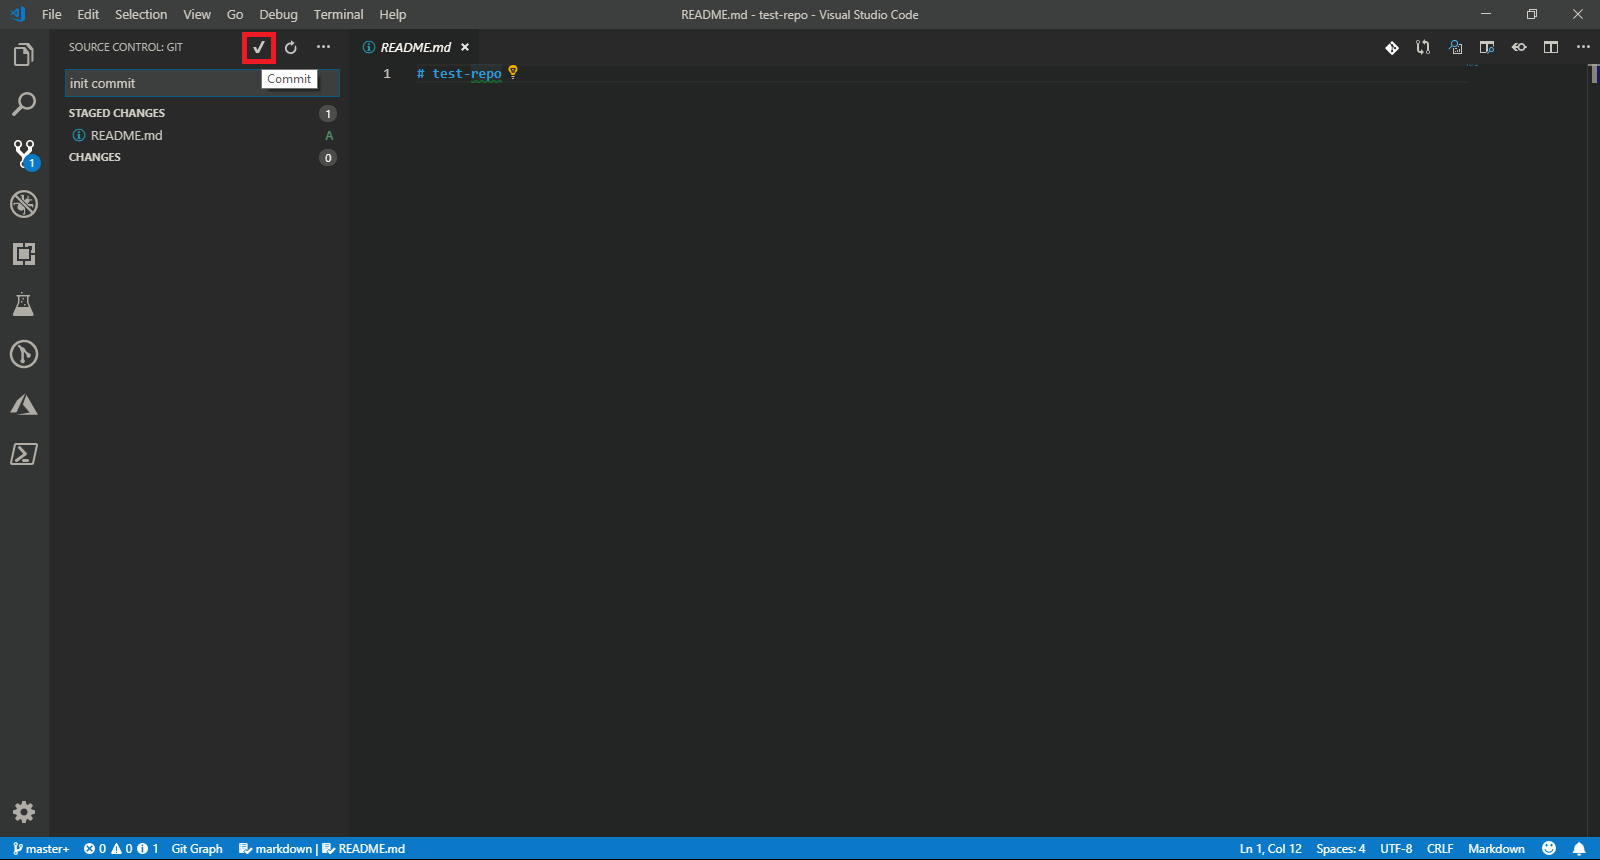 File Edit Selection View Go Debug Terminal Help
README.md - test-repo - Visual Studio Code
SOURCE CONTROL: GIT
Commit
init commit
STAGED CHANGES 1
README.md A
CHANGES 0
1
README.md
1 # test-repo
master+ 0 0 1 Git Graph markdown | README.md
Ln 1, Col 12 Spaces: 4 UTF-8 CRLF Markdown